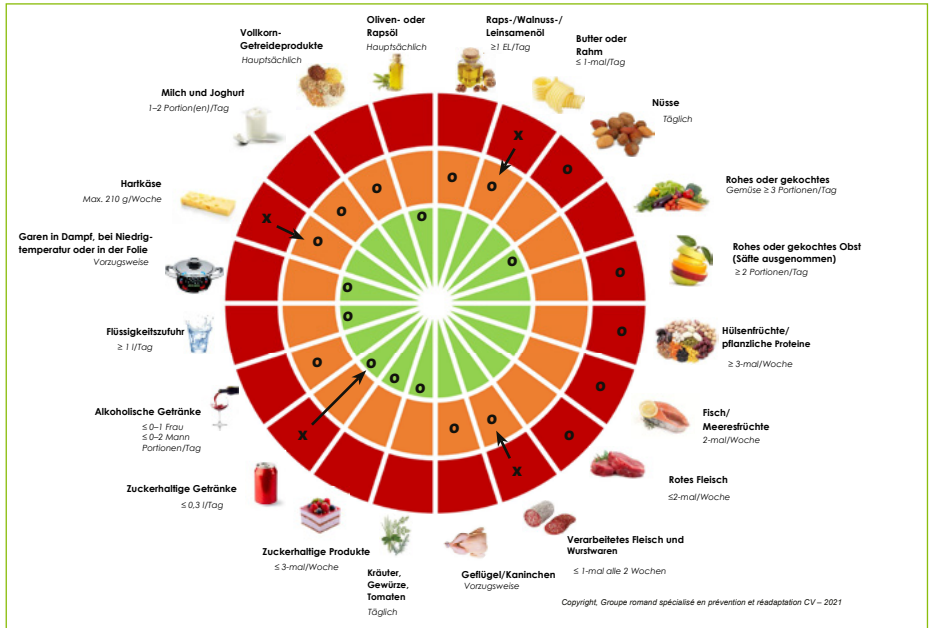 Oliven- oder
Rapsöl
Hauptsächlich
Raps-/Walnuss-/
Leinsamenöl
≥1 EL/Tag
Butter oder
Rahm
≤ 1-mal/Tag
Nüsse
Täglich
Rohes oder gekochtes
Gemüse ≥ 3 Portionen/Tag
Rohes oder gekochtes Obst
(Säfte ausgenommen)
≥ 2 Portionen/Tag
Hülsenfrüchte/
pflanzliche Proteine
≥ 3-mal/Woche
Fisch/
Meeresfrüchte
2-mal/Woche
Rotes Fleisch
≤2-mal/Woche
Verarbeitetes Fleisch und
Wurstwaren
≤ 1-mal alle 2 Wochen
Geflügel/Kaninchen
Vorzugsweise
Kräuter,
Gewürze,
Tomaten
Täglich
Zuckerhaltige Produkte
≤ 3-mal/Woche
Zuckerhaltige Getränke
≤ 0,3 l/Tag
Alkoholische Getränke
≤ 0–1 Frau
≤ 0–2 Mann
Portionen/Tag
Flüssigkeitszufuhr
≥ 1 l/Tag
Garen in Dampf, bei Niedrig-
temperatur oder in der Folie
Vorzugsweise
Hartkäse
Max. 210 g/Woche
Milch und Joghurt
1–2 Portion(en)/Tag
Vollkorn-
Getreideprodukte
Hauptsächlich
x
o
o
o
o
o
o
o
x
o
o
o
o
o
o
o
o
o
o
x
o
o
o
o
x
Copyright, Groupe romand spécialisé en prévention et réadaptation CV – 2021